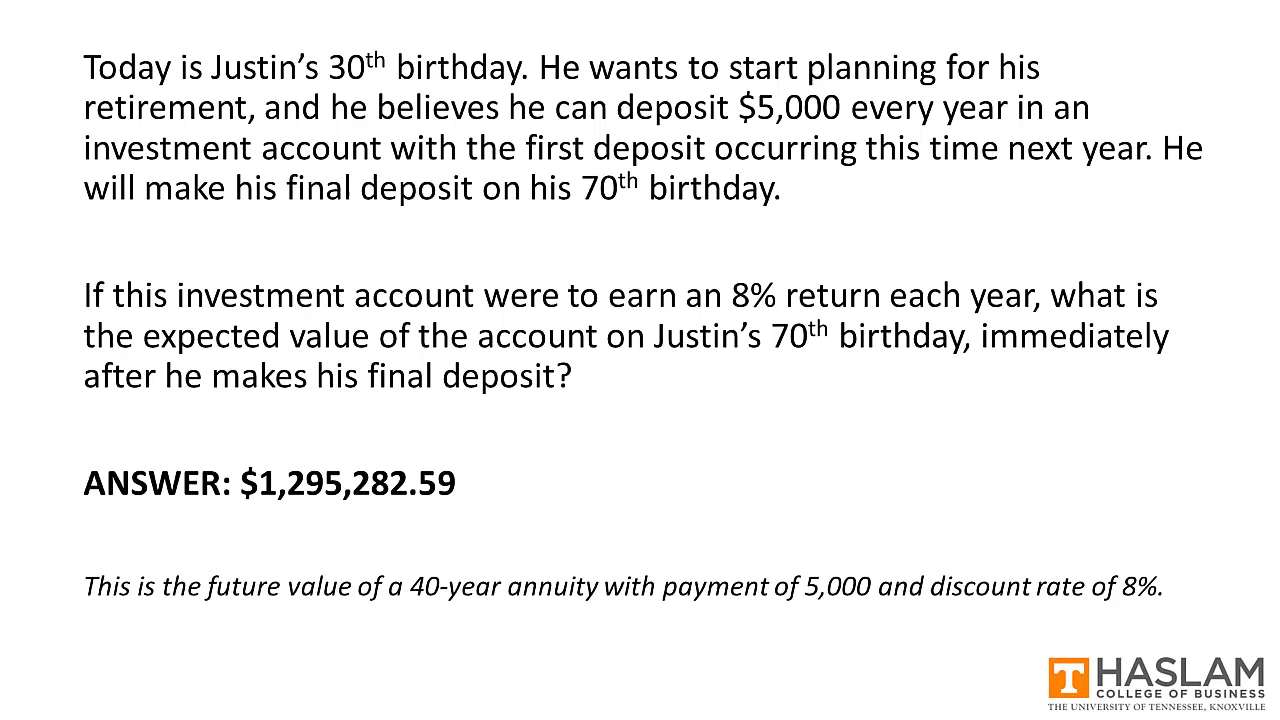 Today is Justin’s 30th birthday. He wants to start planning for his
retirement, and he believes he can deposit $5,000 every year in an
investment account with the first deposit occurring this time next year. He
will make his final deposit on his 70th birthday.
If this investment account were to earn an 8% return each year, what is
the expected value of the account on Justin’s 70th birthday, immediately
after he makes his final deposit?
ANSWER: $1,295,282.59
This is the future value of a 40-year annuity with payment of 5,000 and discount rate of 8%.
T HASLAM
COLLEGE OF BUSINESS
THE UNIVERSITY OF TENNESSEE, KNOXVILLE